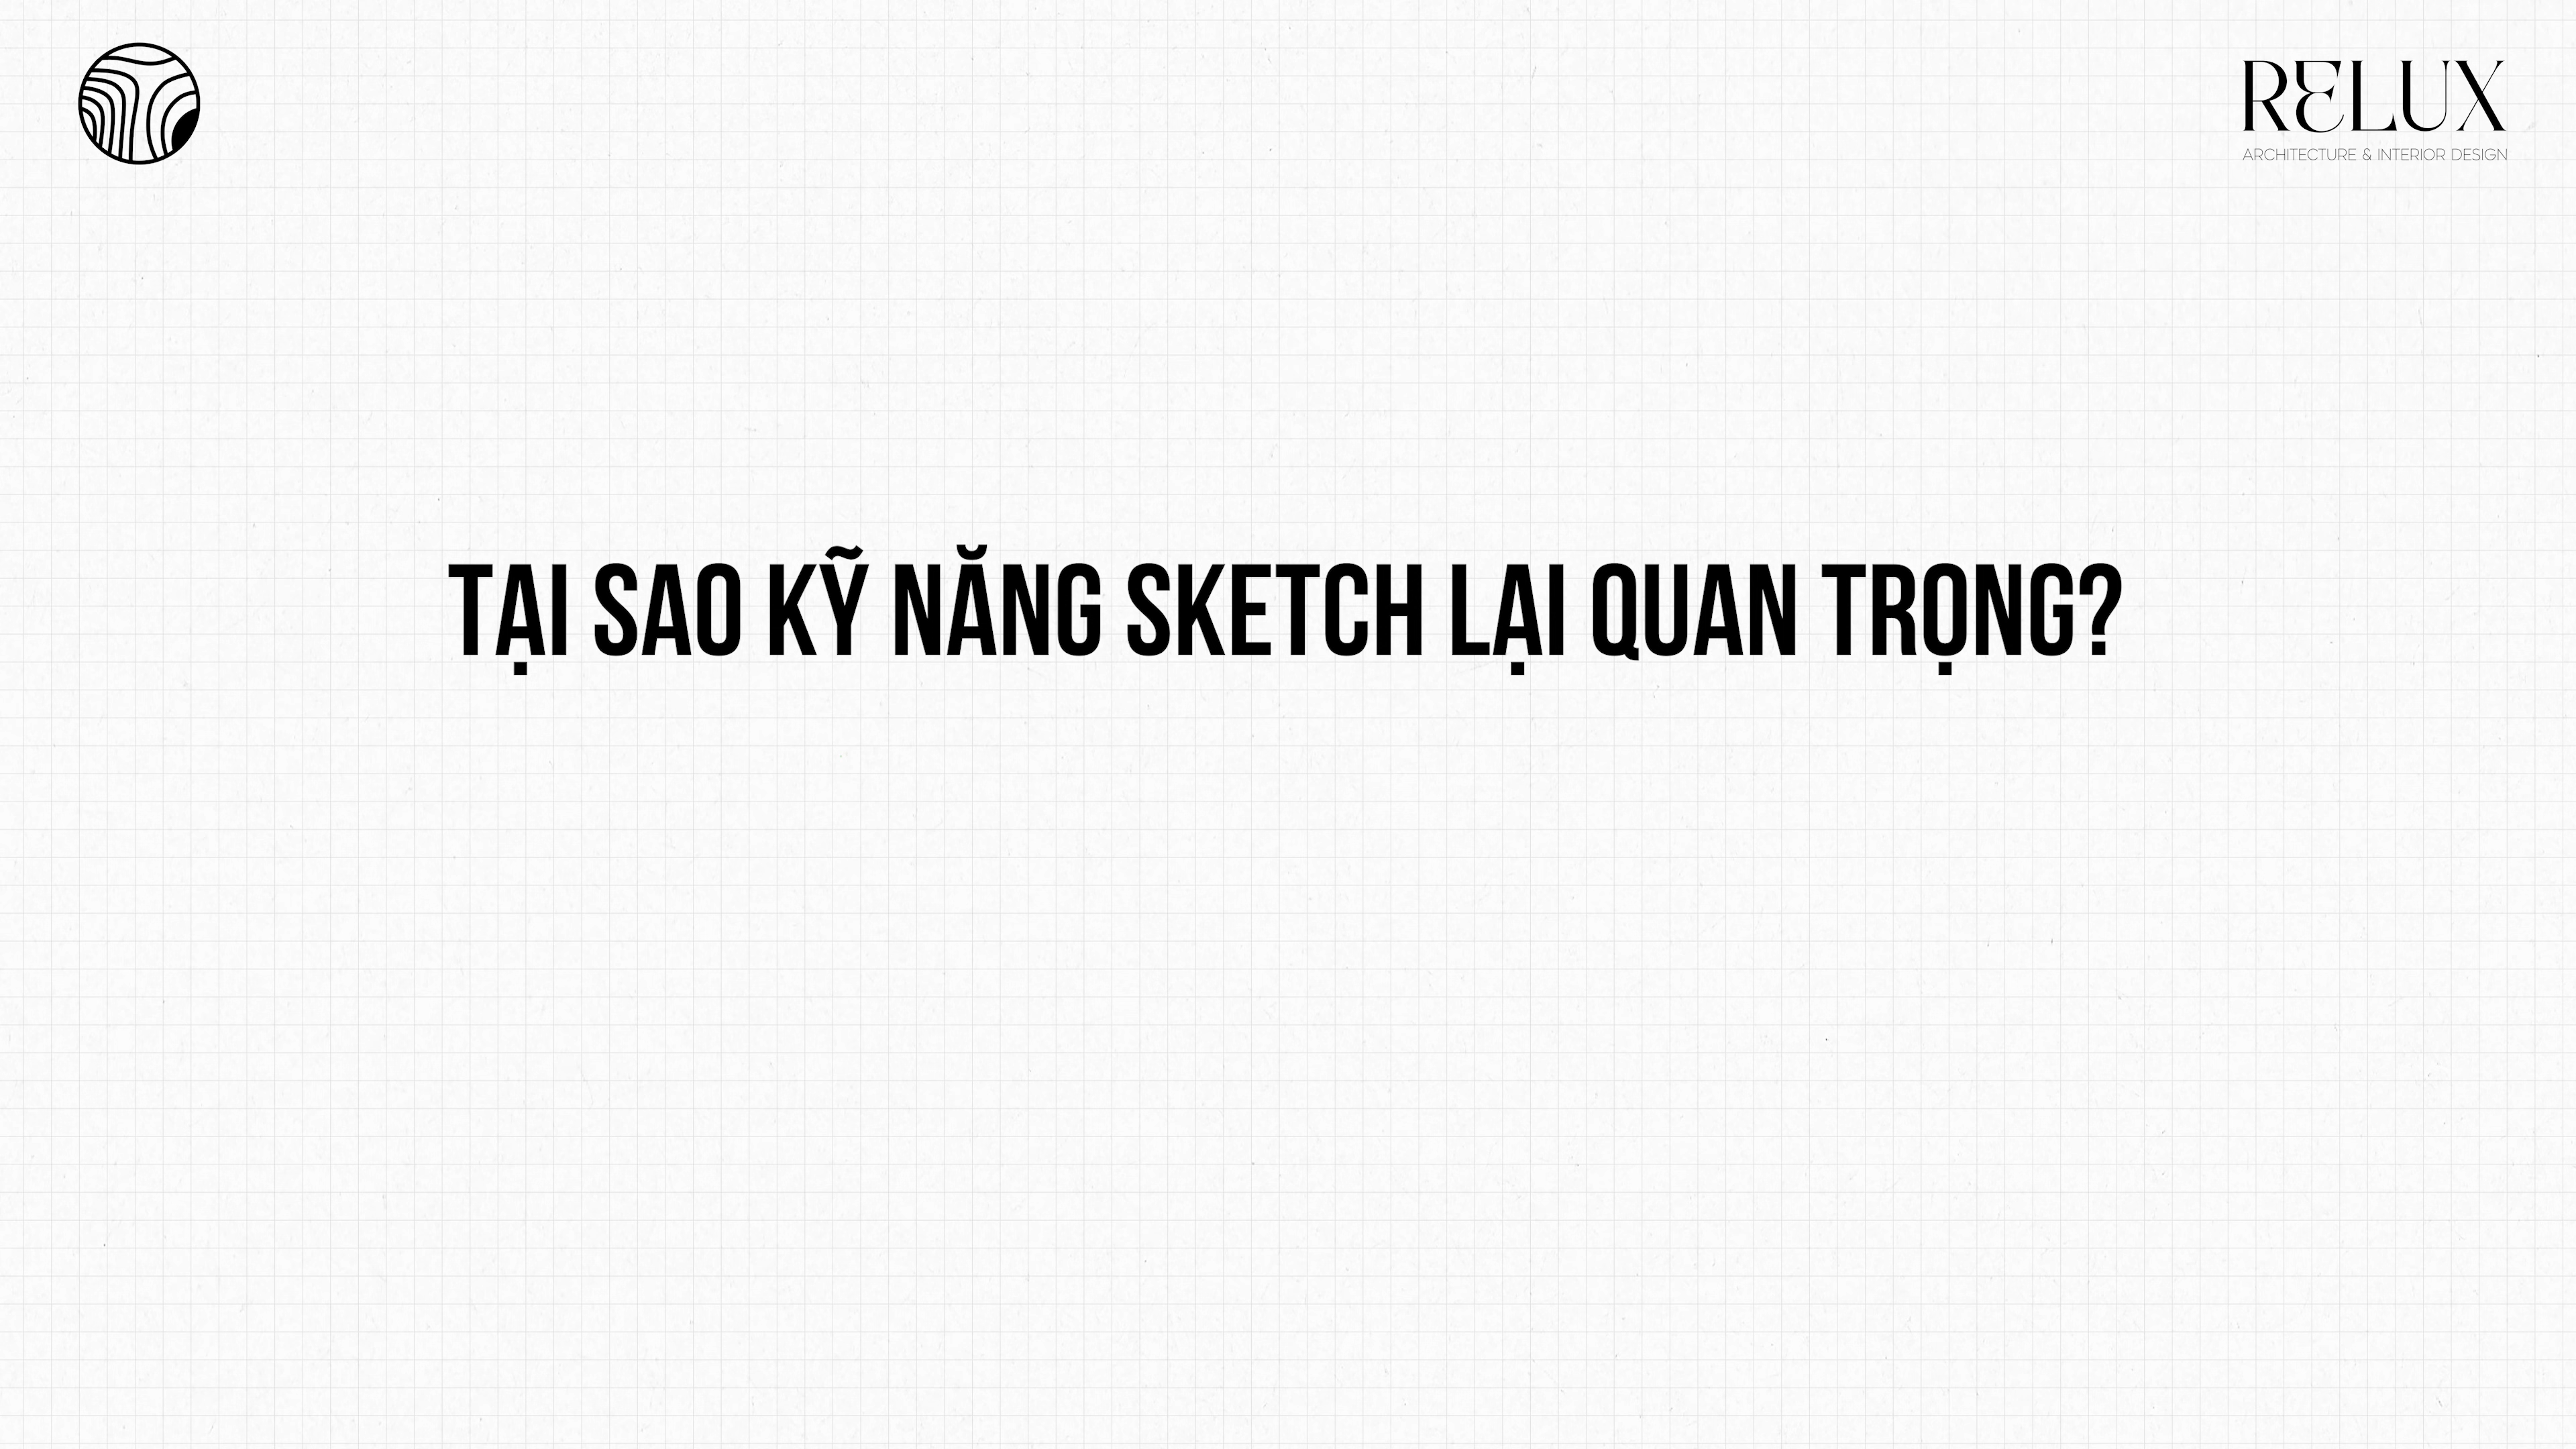 RELUX
ARCHITECTURE & INTERIOR DESIGN
TẠI SAO KỸ NĂNG SKETCH LẠI QUAN TRỌNG?